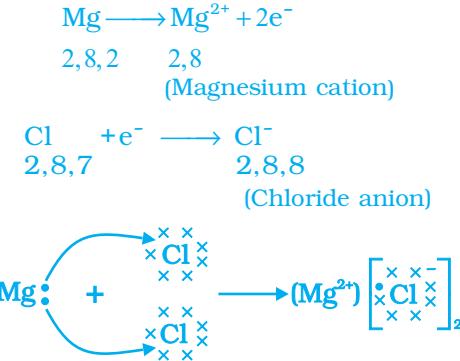 Mg ⟶ Mg²⁺ + 2e⁻
2,8,2 2,8
(Magnesium cation)
Cl + e⁻ ⟶ Cl⁻
2,8,7 2,8,8
(Chloride anion)
Cl
Mg + ⟶ (Mg²⁺) [Cl⁻]₂
Cl